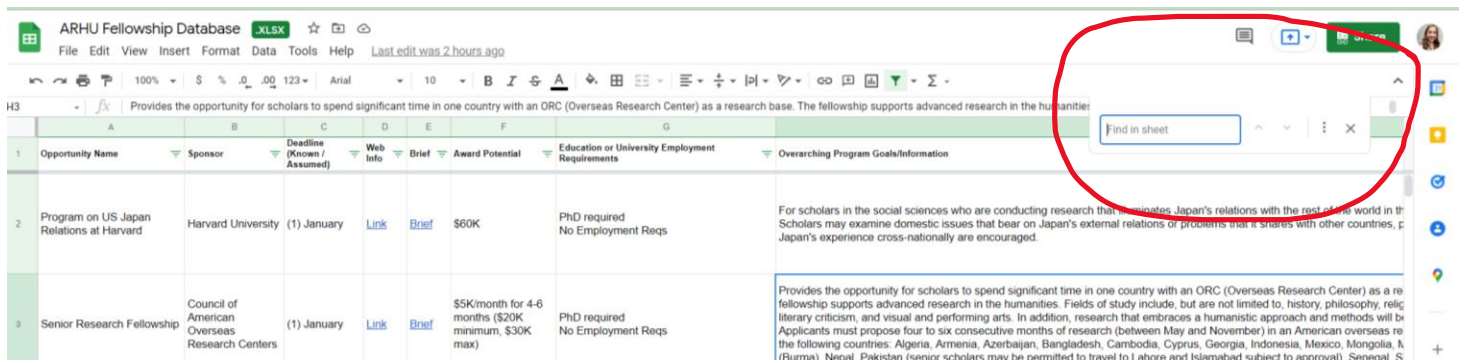 ARHU Fellowship Database .XLSX
File Edit View Insert Format Data Tools Help Last edit was 2 hours ago
Share
100% $ % .0 .00 123 Arial 10 B I S A
H3 fx Provides the opportunity for scholars to spend significant time in one country with an ORC (Overseas Research Center) as a research base. The fellowship supports advanced research in the humanities
Find in sheet
A B C D E F G
1 Opportunity Name Sponsor Deadline (Known / Assumed) Web Info Brief Award Potential Education or University Employment Requirements Overarching Program Goals/Information
2
Program on US Japan
Relations at Harvard
Harvard University
(1) January
Link
Brief
$60K
PhD required
No Employment Reqs
For scholars in the social sciences who are conducting research that illuminates Japan's relations with the rest of the world in th
Scholars may examine domestic issues that bear on Japan's external relations or problems that it shares with other countries, p
Japan's experience cross-nationally are encouraged.
3
Senior Research Fellowship
Council of
American
Overseas
Research Centers
(1) January
Link
Brief
$5K/month for 4-6
months ($20K
minimum, $30K
max)
PhD required
No Employment Reqs
Provides the opportunity for scholars to spend significant time in one country with an ORC (Overseas Research Center) as a re
fellowship supports advanced research in the humanities. Fields of study include, but are not limited to, history, philosophy, relig
literary criticism, and visual and performing arts. In addition, research that embraces a humanistic approach and methods will be
Applicants must propose four to six consecutive months of research (between May and November) in an American overseas re
the following countries: Algeria, Armenia, Azerbaijan, Bangladesh, Cambodia, Cyprus, Georgia, Indonesia, Mexico, Mongolia, M
(Burma), Nepal, Pakistan (senior scholars may be permitted to travel to Lahore and Islamabad subject to approval), Senegal, S